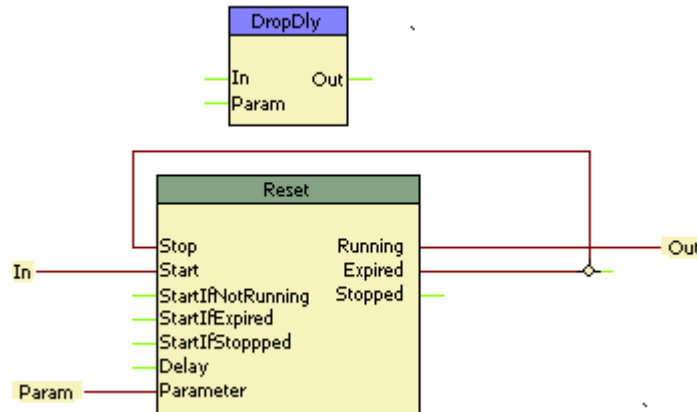 DropDly
In Out
Param
Reset
Stop Running Out
In Start Expired
StartIfNotRunning Stopped
StartIfExpired
StartIfStoppped
Delay
Param Parameter